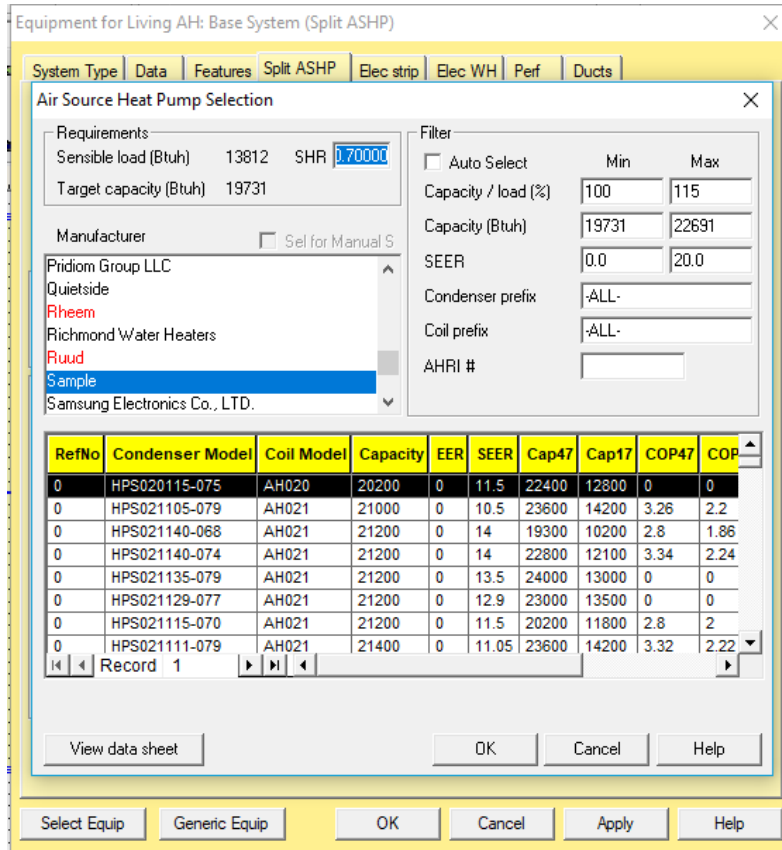 Equipment for Living AH: Base System (Split ASHP)
System Type Data Features Split ASHP Elec strip Elec WH Perf Ducts
Air Source Heat Pump Selection
Requirements
Sensible load (Btuh) 13812 SHR 0.70000
Target capacity (Btuh) 19731
Manufacturer Sel for Manual S
Pridiom Group LLC
Quietside
Rheem
Richmond Water Heaters
Ruud
Sample
Samsung Electronics Co., LTD.
Filter
Auto Select Min Max
Capacity / load (%) 100 115
Capacity (Btuh) 19731 22691
SEER 0.0 20.0
Condenser prefix -ALL-
Coil prefix -ALL-
AHRI #
RefNo Condenser Model Coil Model Capacity EER SEER Cap47 Cap17 COP47 COP
0 HPS020115-075 AH020 20200 0 11.5 22400 12800 0 0
0 HPS021105-079 AH021 21000 0 10.5 23600 14200 3.26 2.2
0 HPS021140-068 AH021 21200 0 14 19300 10200 2.8 1.86
0 HPS021140-074 AH021 21200 0 14 22800 12100 3.34 2.24
0 HPS021135-079 AH021 21200 0 13.5 24000 13000 0 0
0 HPS021129-077 AH021 21200 0 12.9 23000 13500 0 0
0 HPS021115-070 AH021 21200 0 11.5 20200 11800 2.8 2
0 HPS021111-079 AH021 21400 0 11.05 23600 14200 3.32 2.22
Record 1
View data sheet OK Cancel Help
Select Equip Generic Equip OK Cancel Apply Help